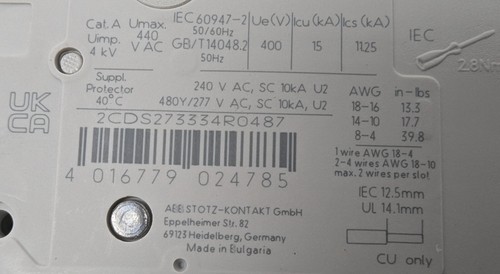 Cat. A Umax. IEC 60947-2 Ue(V) Icu (kA) Ics (kA)
Uimp. 440 50/60Hz IEC
4 kV V AC GB/T14048.2 400 15 11.25
50Hz 2.8Nm
Suppl. 240 V AC, SC 10kA, U2 AWG in-lbs
Protector 18-16 13.3
40°C 480Y/277 V AC, SC 10kA, U2 14-10 17.7
UK
CA
2CDS273334R0487 8-4 39.8
1 wire AWG 18-4
2-4 wires AWG 18-10
max. 2 wires per slot
4 016779 024785
IEC 12.5mm
ABB STOTZ-KONTAKT GmbH UL 14.1mm
Eppelheimer Str. 82
69123 Heidelberg, Germany
Made in Bulgaria
CU only